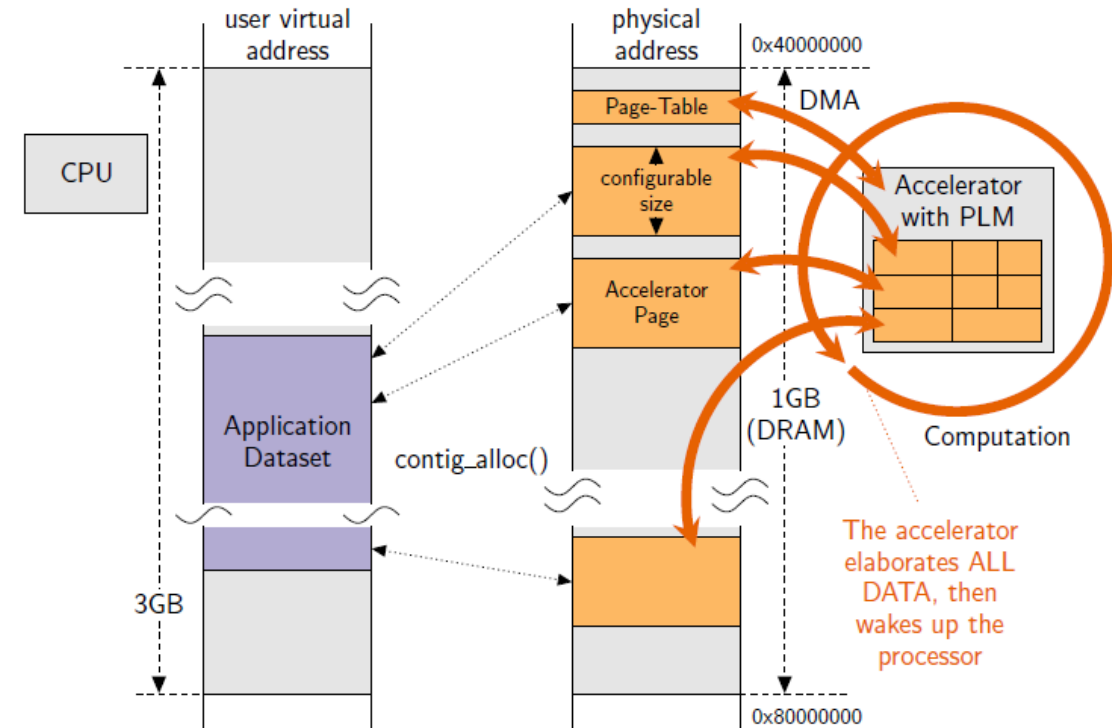 user virtual
address
physical
address
0x40000000
CPU
Page-Table
DMA
configurable
size
Accelerator
with PLM
Accelerator
Page
Application
Dataset
contig_alloc()
1GB
(DRAM)
Computation
3GB
The accelerator
elaborates ALL
DATA, then
wakes up the
processor
0x80000000